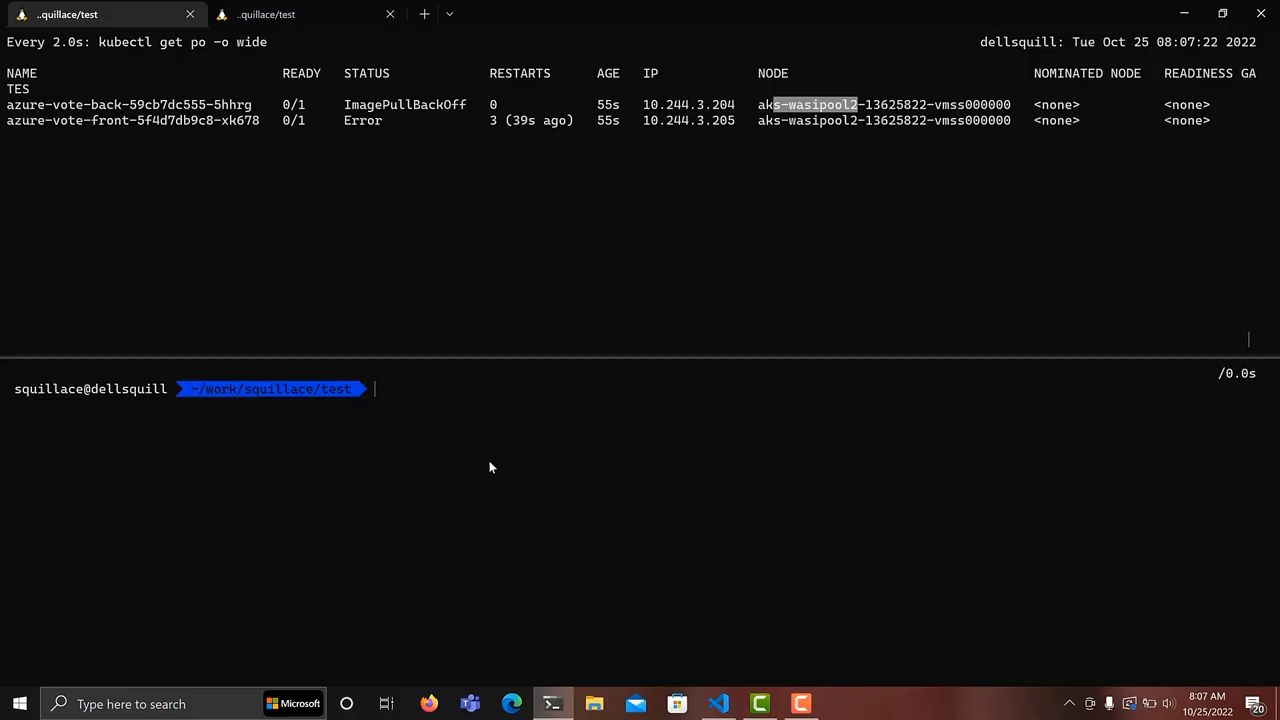 ..quillace/test
..quillace/test
Every 2.0s: kubectl get po -o wide dellsquill: Tue Oct 25 08:07:22 2022
NAME READY STATUS RESTARTS AGE IP NODE NOMINATED NODE READINESS GA
TES
azure-vote-back-59cb7dc555-5hhrg 0/1 ImagePullBackOff 0 55s 10.244.3.204 aks-wasipool2-13625822-vmss000000 <none> <none>
azure-vote-front-5f4d7db9c8-xk678 0/1 Error 3 (39s ago) 55s 10.244.3.205 aks-wasipool2-13625822-vmss000000 <none> <none>
/0.0s
squillace@dellsquill ~/work/squillace/test
Type here to search Microsoft
8:07 AM
10/25/2022
20